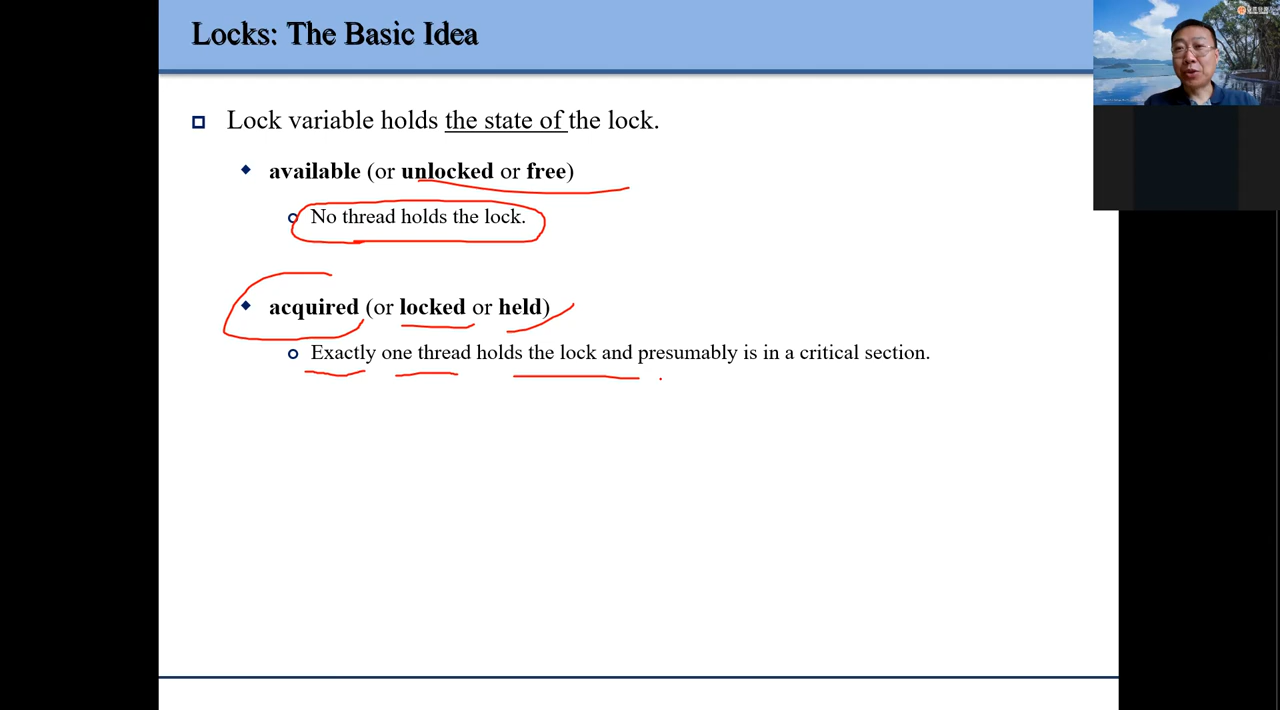 Locks: The Basic Idea
Lock variable holds the state of the lock.
available (or unlocked or free)
No thread holds the lock.
acquired (or locked or held)
Exactly one thread holds the lock and presumably is in a critical section.